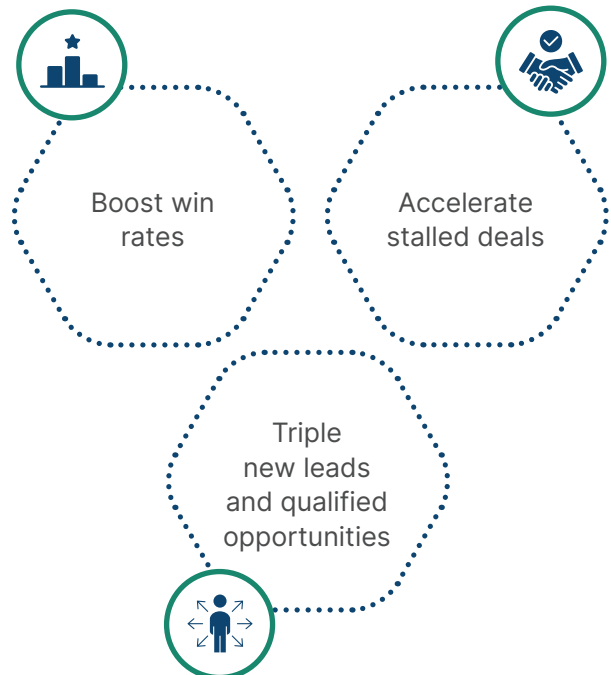 Boost win
rates
Accelerate
stalled deals
Triple
new leads
and qualified
opportunities